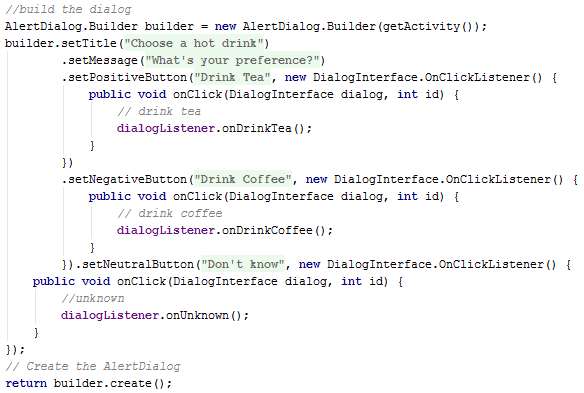 //build the dialog
AlertDialog.Builder builder = new AlertDialog.Builder(getActivity());
builder.setTitle("Choose a hot drink")
        .setMessage("What's your preference?")
        .setPositiveButton("Drink Tea", new DialogInterface.OnClickListener() {
            public void onClick(DialogInterface dialog, int id) {
                // drink tea
                dialogListener.onDrinkTea();
            }
        })
        .setNegativeButton("Drink Coffee", new DialogInterface.OnClickListener() {
            public void onClick(DialogInterface dialog, int id) {
                // drink coffee
                dialogListener.onDrinkCoffee();
            }
        }).setNeutralButton("Don't know", new DialogInterface.OnClickListener() {
    public void onClick(DialogInterface dialog, int id) {
        //unknown
        dialogListener.onUnknown();
    }
});
// Create the AlertDialog
return builder.create();